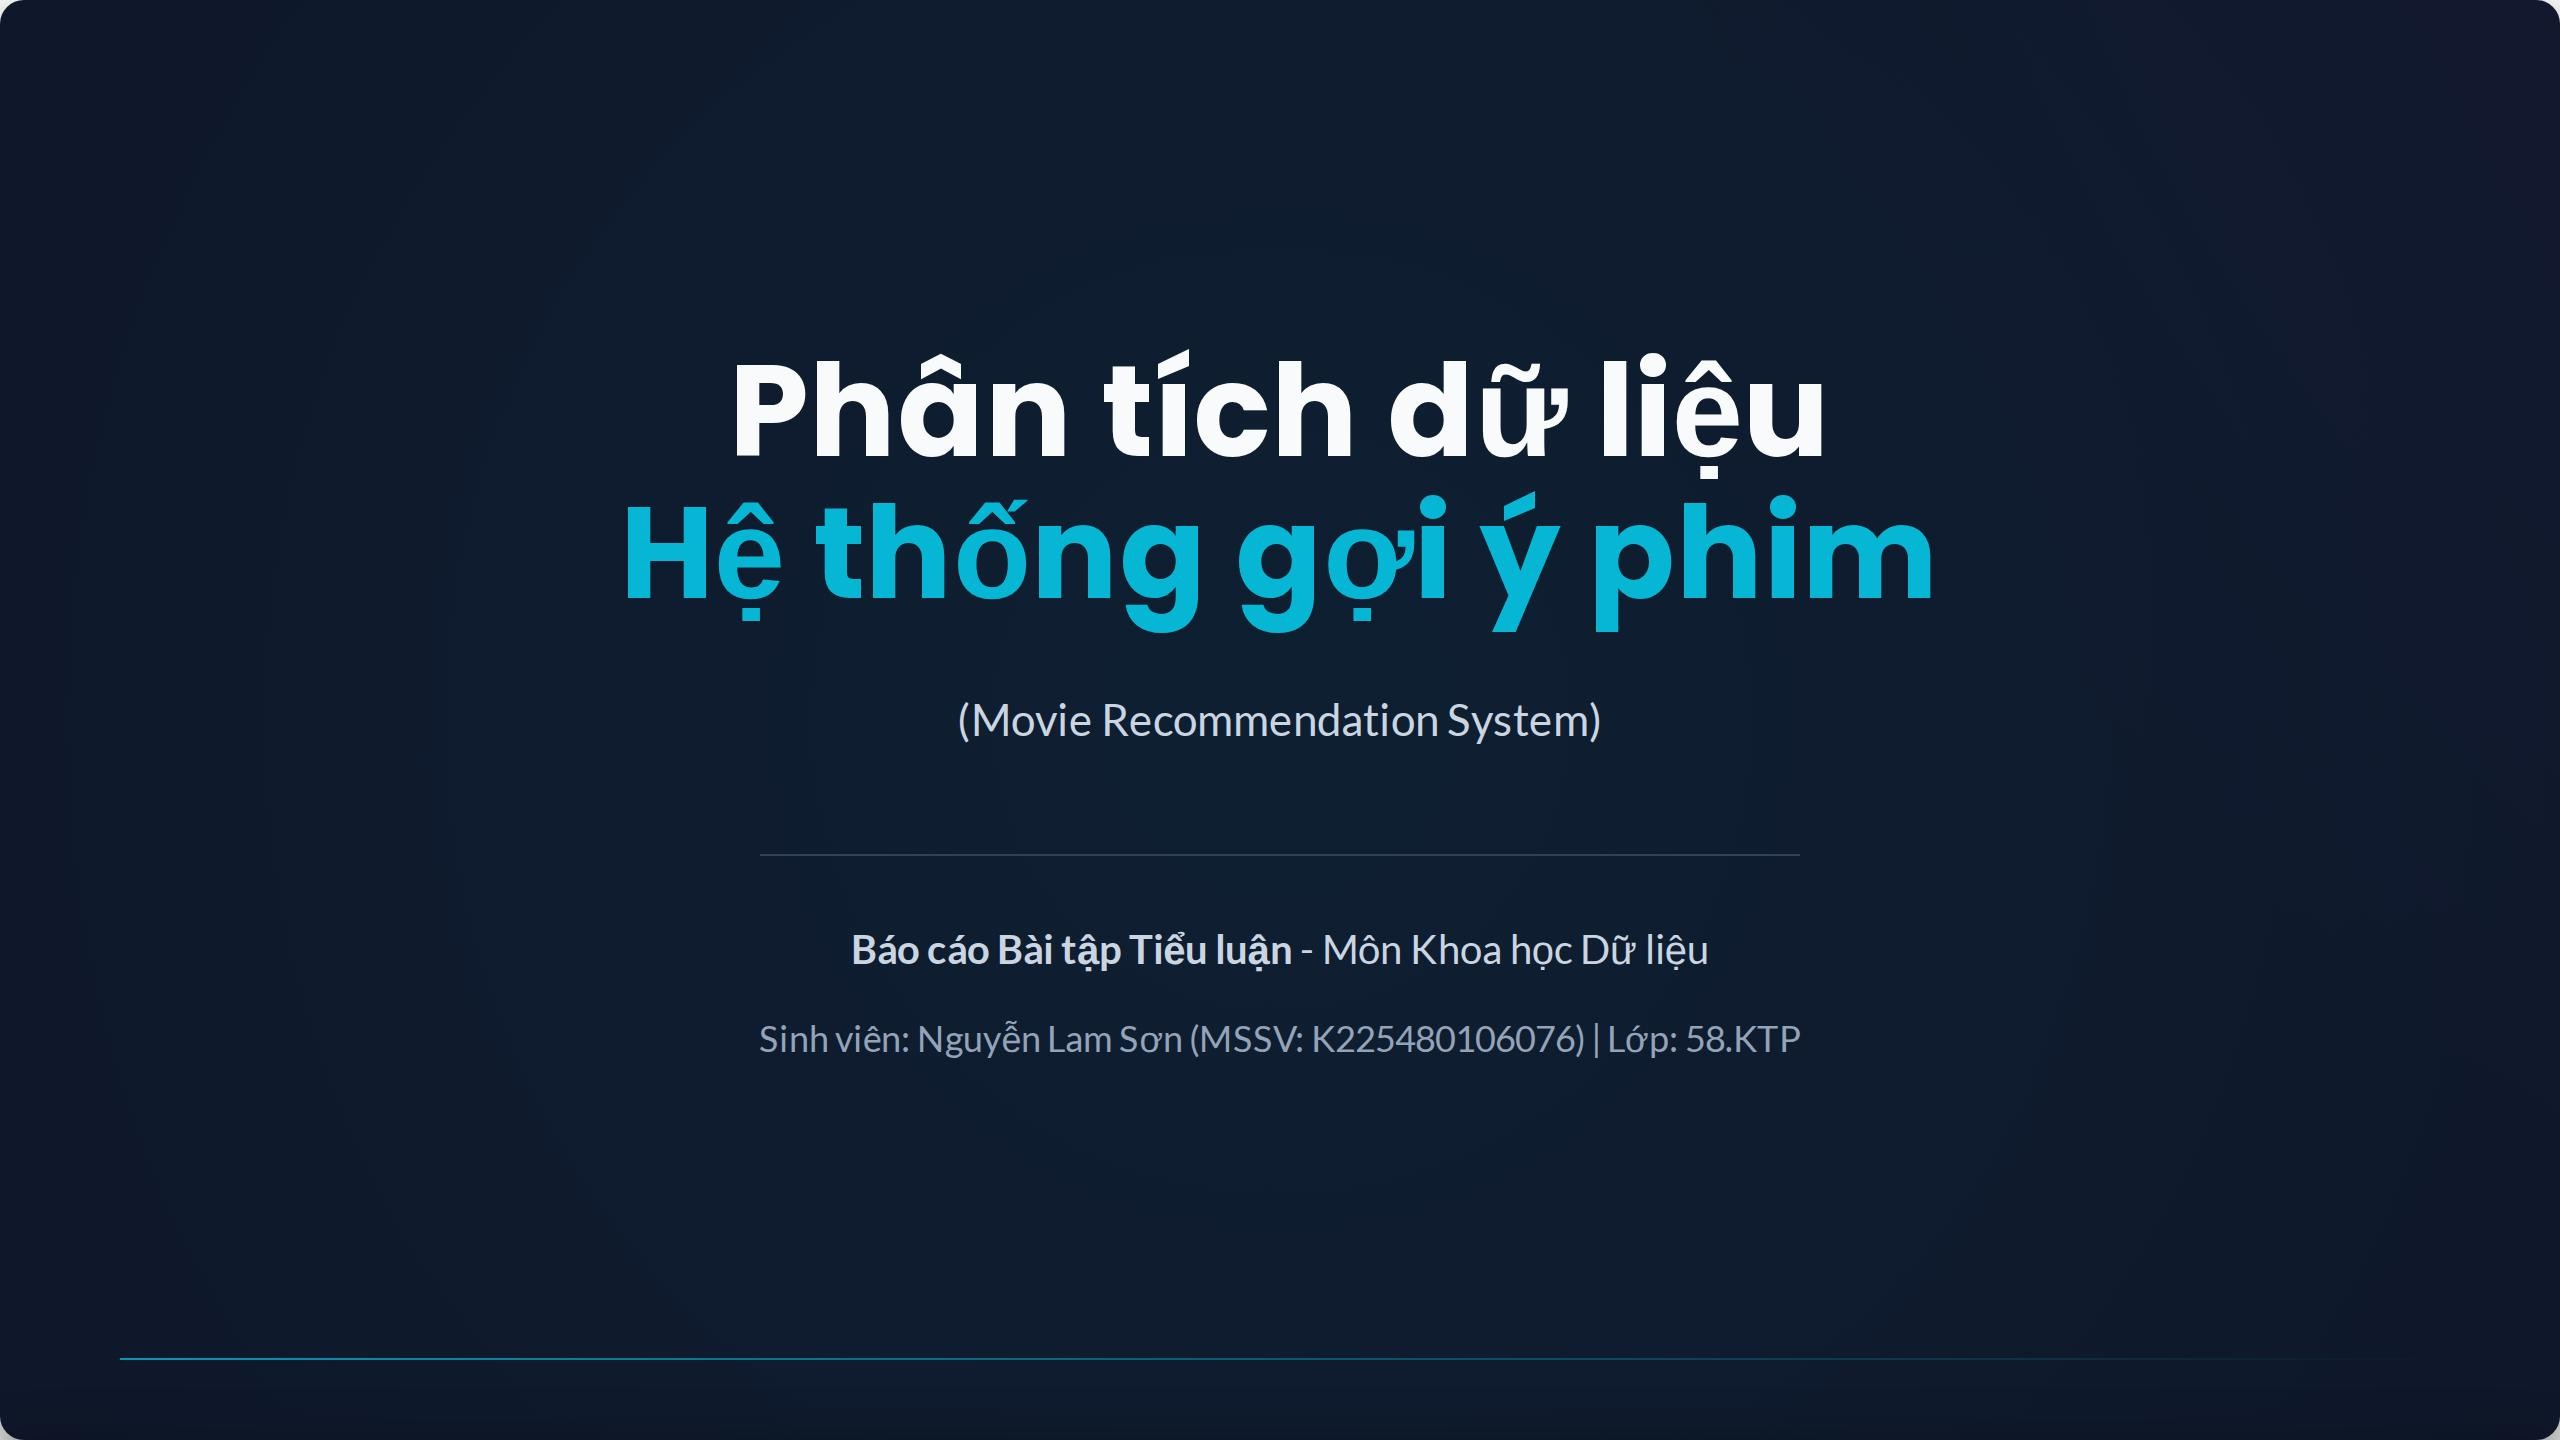 Phân tích dữ liệu
Hệ thống gợi ý phim
(Movie Recommendation System)
Báo cáo Bài tập Tiểu luận - Môn Khoa học Dữ liệu
Sinh viên: Nguyễn Lam Sơn (MSSV: K225480106076) | Lớp: 58.KTP